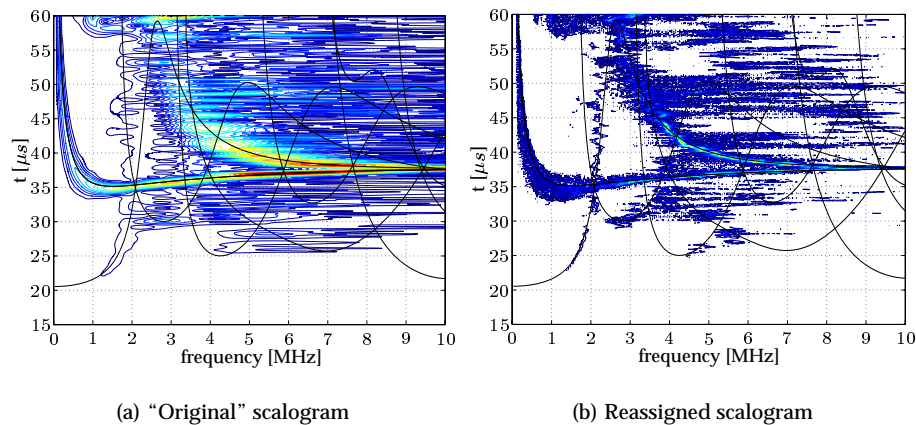 60
55
50
45
40
35
30
25
20
15
t [μs]
0 1 2 3 4 5 6 7 8 9 10
frequency [MHz]
(a) “Original” scalogram
60
55
50
45
40
35
30
25
20
15
t [μs]
0 1 2 3 4 5 6 7 8 9 10
frequency [MHz]
(b) Reassigned scalogram